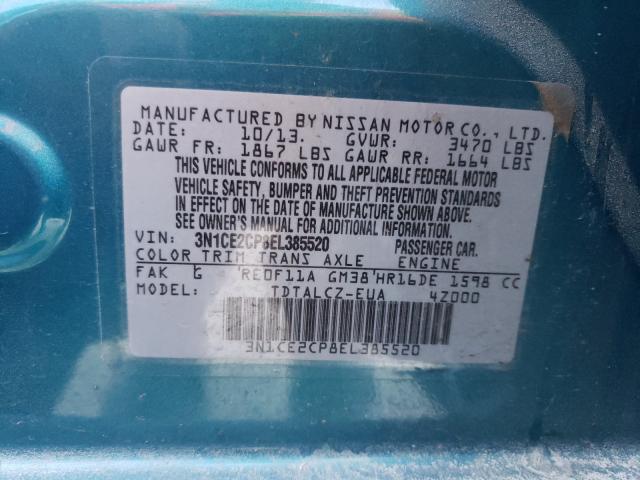 MANUFACTURED BY NISSAN MOTOR CO., LTD.
DATE: 10/13. GVWR: 3470 LBS
GAWR FR: 1867 LBS GAWR RR: 1664 LBS
THIS VEHICLE CONFORMS TO ALL APPLICABLE FEDERAL MOTOR
VEHICLE SAFETY, BUMPER AND THEFT PREVENTION STANDARDS
IN EFFECT ON THE DATE OF MANUFACTURE SHOWN ABOVE.
SEE OWNER'S MANUAL FOR ADDITIONAL INFORMATION.
VIN: 3N1CE2CP8EL385520 PASSENGER CAR.
COLOR TRIM TRANS AXLE ENGINE
FAK G RE0F11A GM38 HR16DE 1598 CC
MODEL: TDTALCZ-EUA 4Z000
3N1CE2CP8EL385520